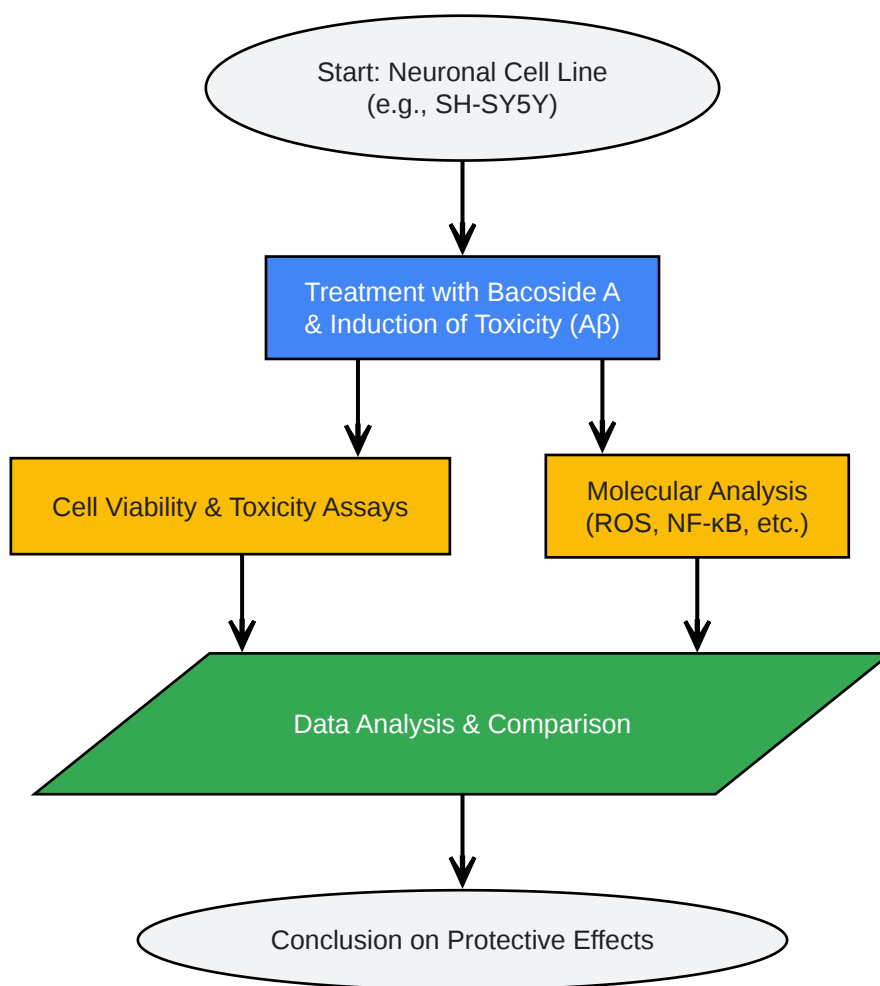 Start: Neuronal Cell Line
(e.g., SH-SY5Y)
Treatment with Bacoside A
& Induction of Toxicity (Aβ)
Cell Viability & Toxicity Assays
Molecular Analysis
(ROS, NF-κB, etc.)
Data Analysis & Comparison
Conclusion on Protective Effects